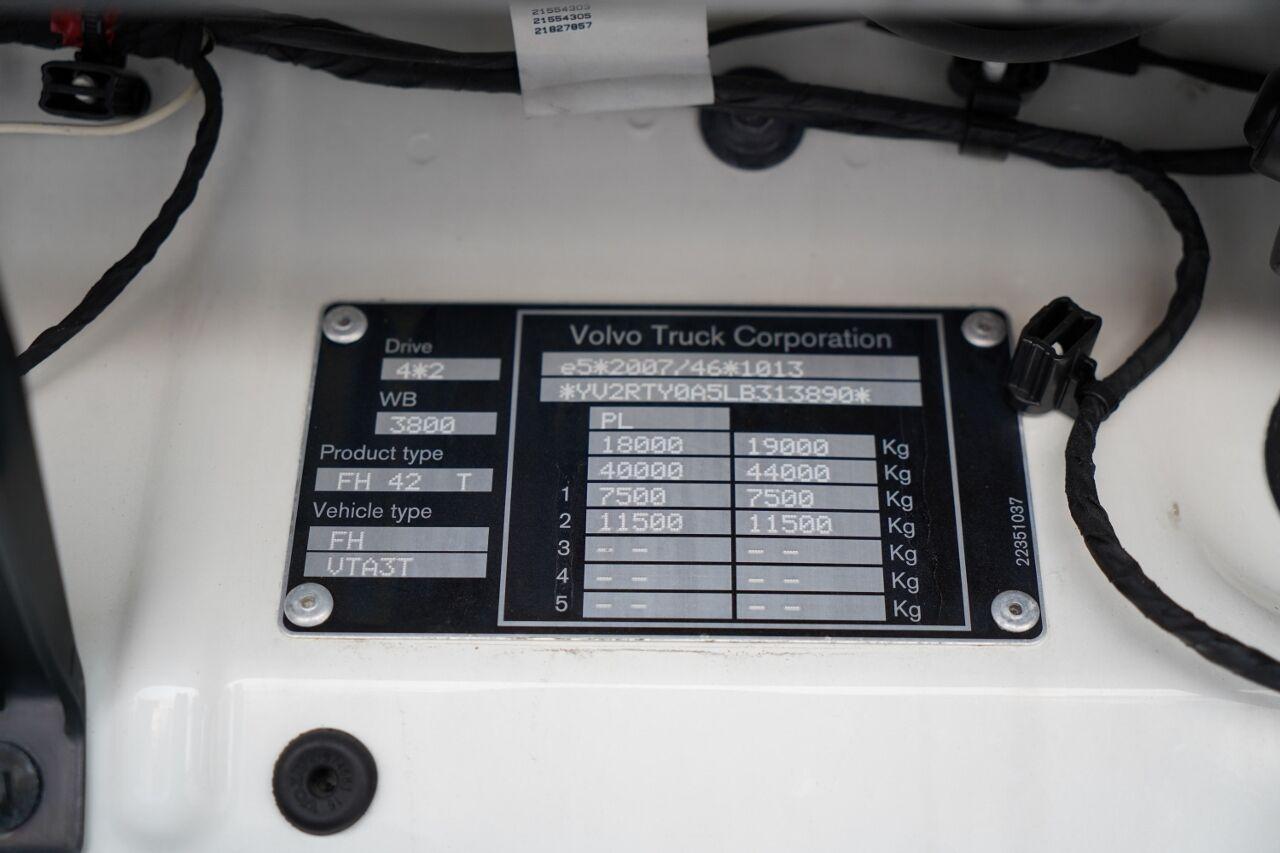 21554303
21554305
21827857
Drive
4*2
WB
3800
Product type
FH 42 T
Vehicle type
FH
VTA3T
Volvo Truck Corporation
e5*2007/46*1013
*YV2RTY0A5LB313890*
PL
18000 19000 Kg
40000 44000 Kg
1 7500 7500 Kg
2 11500 11500 Kg
3 -- -- -- -- Kg
4 -- -- -- -- Kg
5 -- -- -- -- Kg
22351037